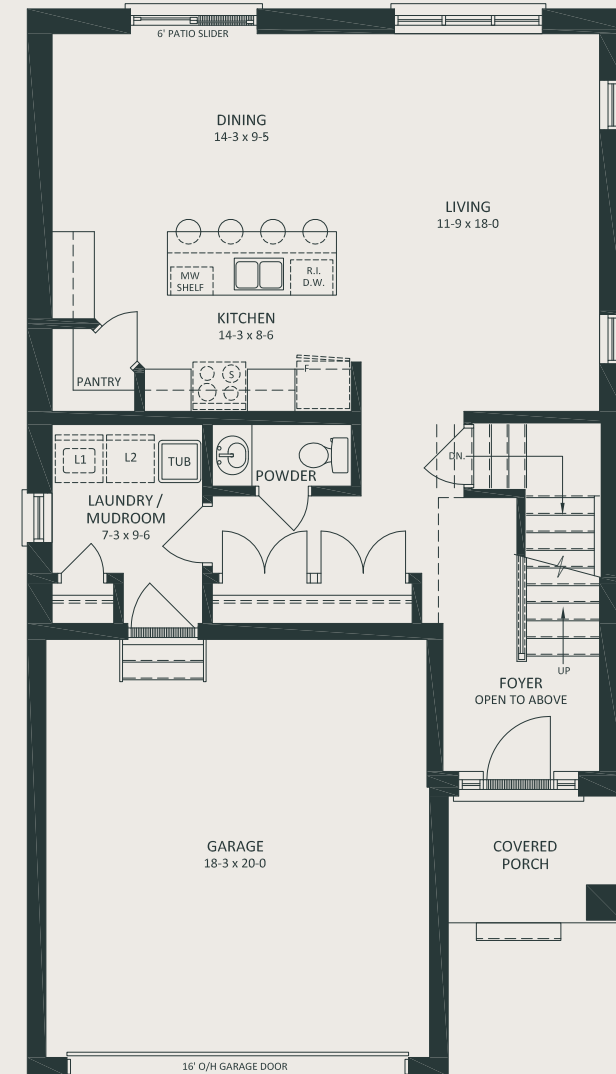 6' PATIO SLIDER
DINING
14-3 x 9-5
LIVING
11-9 x 18-0
MW
SHELF
R.I.
D.W.
KITCHEN
14-3 x 8-6
PANTRY
S
F
L1
L2
TUB
POWDER
DN.
LAUNDRY /
MUDROOM
7-3 x 9-6
UP
FOYER
OPEN TO ABOVE
GARAGE
18-3 x 20-0
COVERED
PORCH
16' O/H GARAGE DOOR